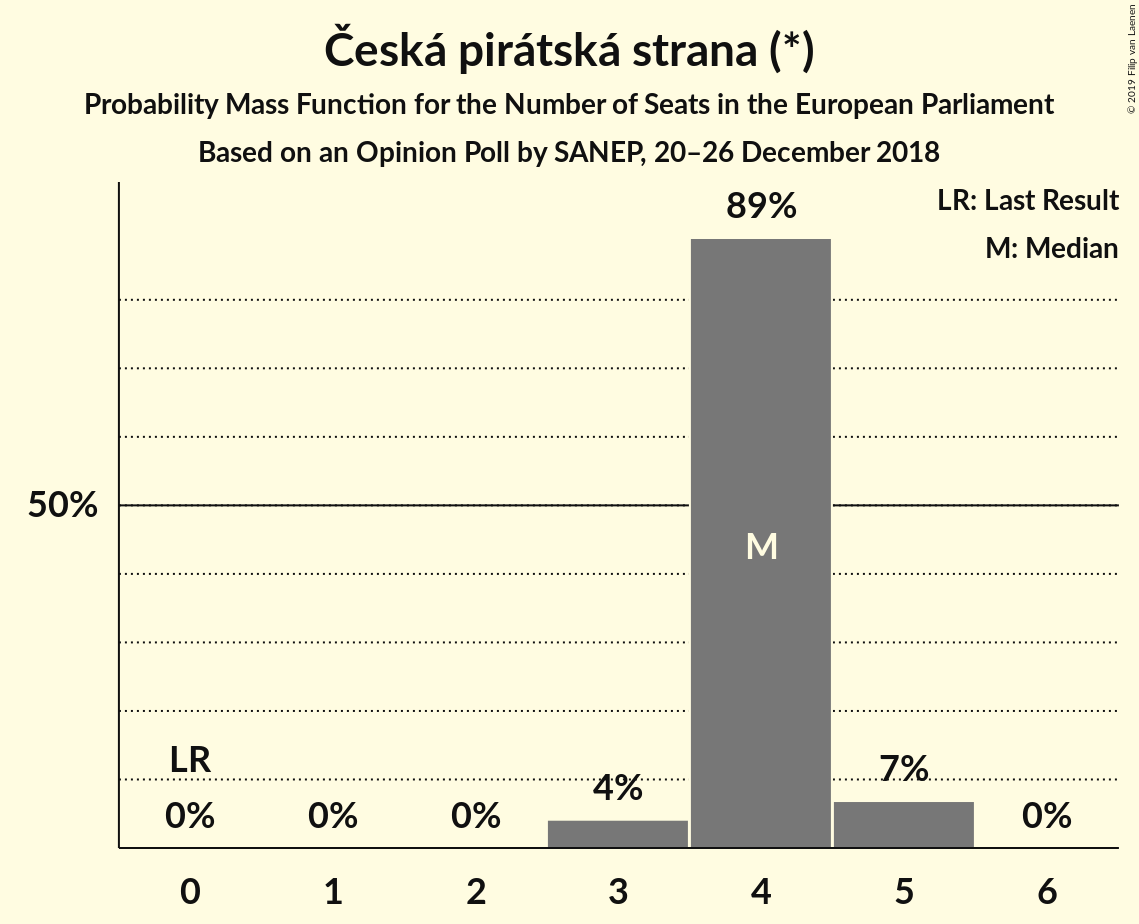 Česká pirátská strana (*)
Probability Mass Function for the Number of Seats in the European Parliament
Based on an Opinion Poll by SANEP, 20–26 December 2018
© 2019 Filip van Laenen
LR: Last Result
M: Median
89%
50%
M
LR
0%
0%
0%
4%
7%
0%
0
1
2
3
4
5
6